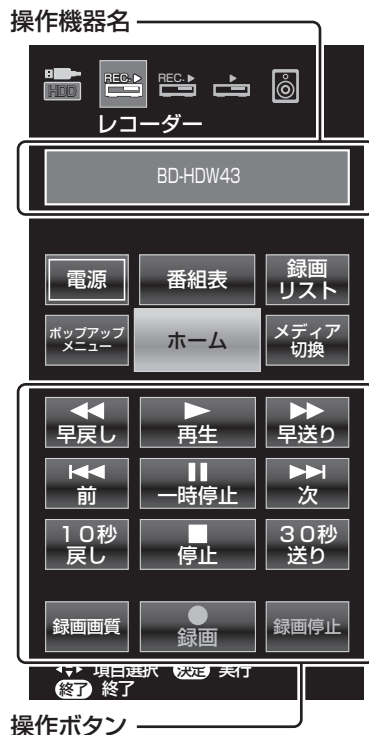 操作機器名
HDD REC. REC.
レコーダー
BD-HDW43
電源 番組表 録画リスト
ポップアップメニュー ホーム メディア切換
早戻し 再生 早送り
前 一時停止 次
10秒戻し 停止 30秒送り
録画画質 録画 録画停止
項目選択 決定 実行
終了 終了
操作ボタン